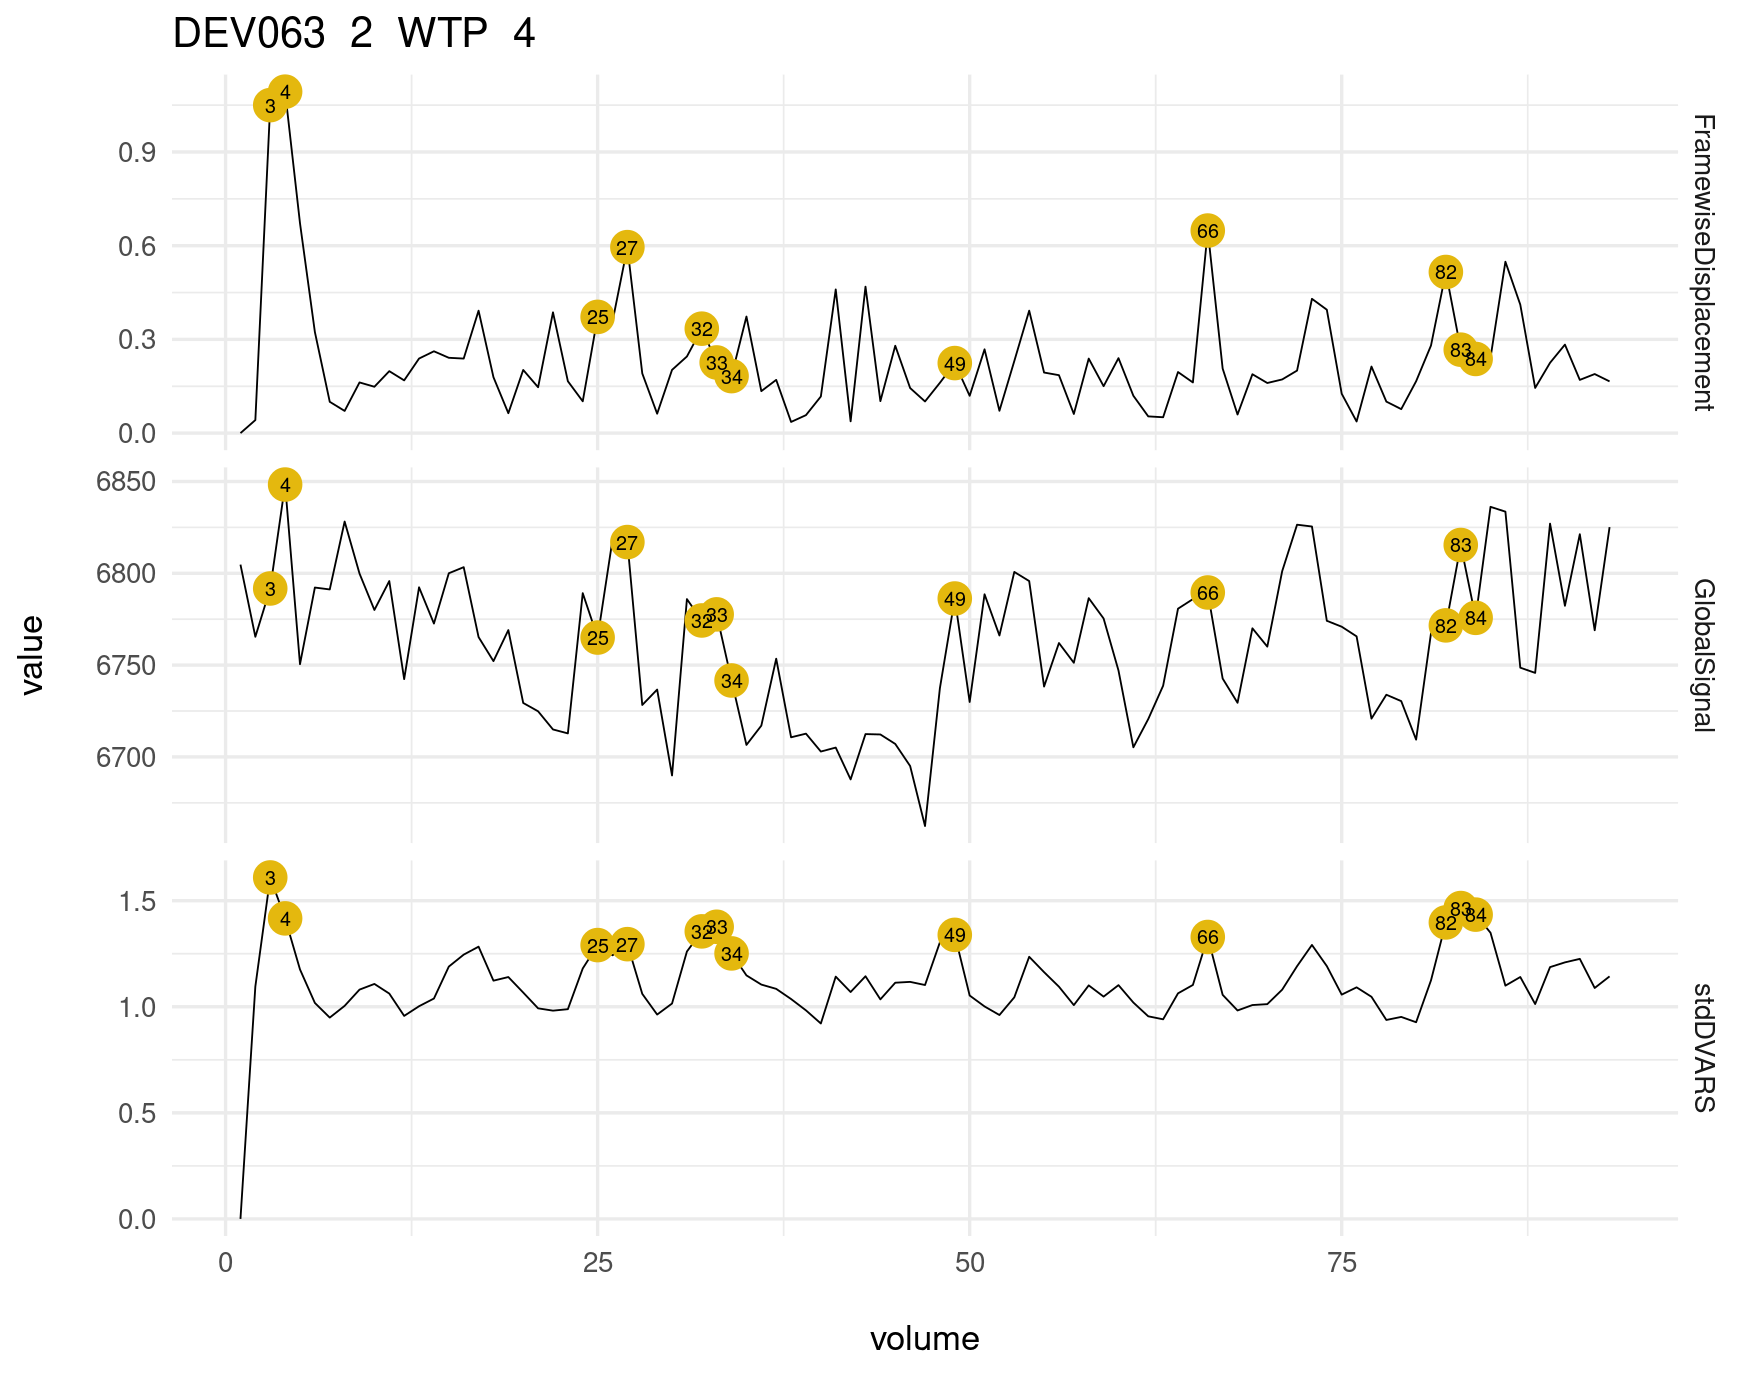 DEV063 2 WTP 4
3 4 25 27 32 33 34 49 66 82 83 84
0.9
0.6
0.3
0.0
FramewiseDisplacement
3 4 25 27 32 33 34 49 66 82 83 84
6850
6800
6750
6700
GlobalSignal
3 4 25 27 32 33 34 49 66 82 83 84
1.5
1.0
0.5
0.0
stdDVARS
value
0 25 50 75
volume